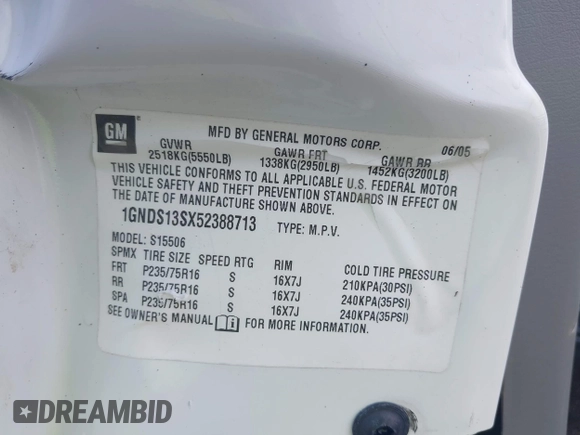 GM
MFD BY GENERAL MOTORS CORP. 06/05
GVWR GAWR FRT GAWR RR
2518KG(5550LB) 1338KG(2950LB) 1452KG(3200LB)
THIS VEHICLE CONFORMS TO ALL APPLICABLE U.S. FEDERAL MOTOR
VEHICLE SAFETY AND THEFT PREVENTION STANDARDS IN EFFECT ON
THE DATE OF MANUFACTURE SHOWN ABOVE.
1GNDS13SX52388713 TYPE: M.P.V.
MODEL: S15506
SPMX TIRE SIZE SPEED RTG RIM COLD TIRE PRESSURE
FRT P235/75R16 S 16X7J 210KPA(30PSI)
RR P235/75R16 S 16X7J 240KPA(35PSI)
SPA P235/75R16 S 16X7J 240KPA(35PSI)
SEE OWNER'S MANUAL i FOR MORE INFORMATION.
DREAMBID